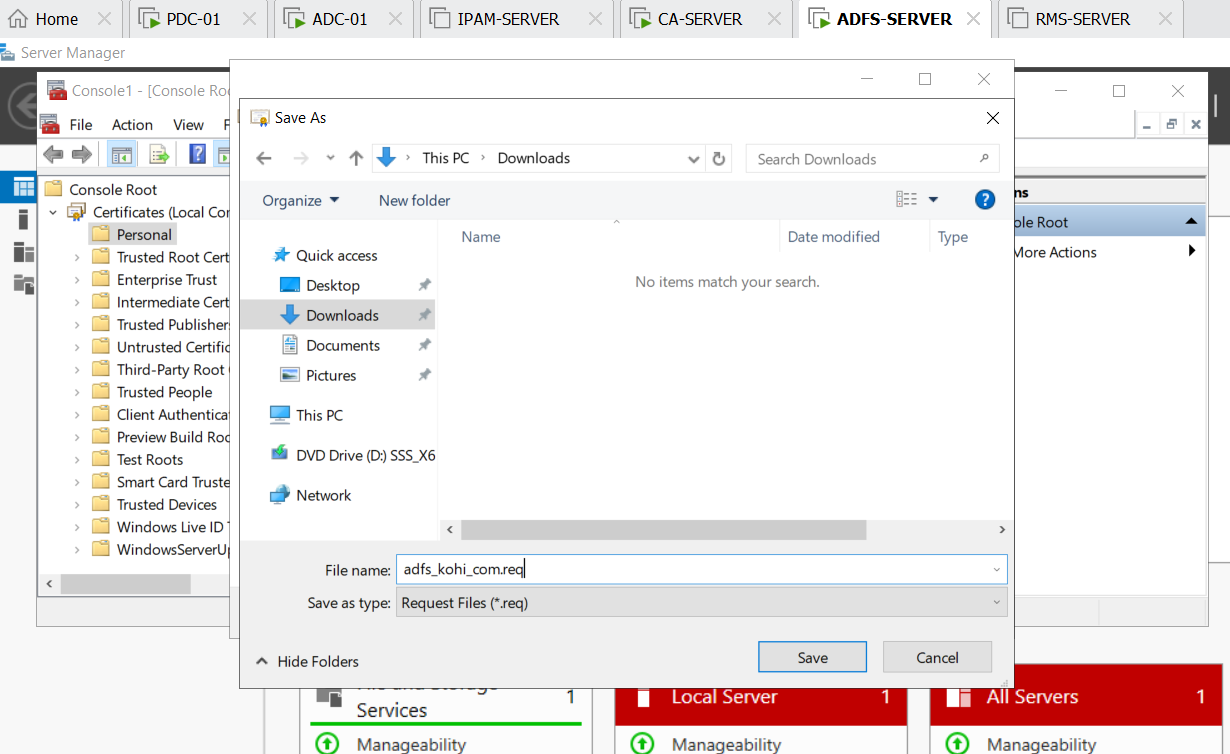 Home
PDC-01
ADC-01
IPAM-SERVER
CA-SERVER
ADFS-SERVER
RMS-SERVER
Server Manager
Console1 - [Console Roo
File Action View F
Save As
This PC > Downloads
Search Downloads
Organize
New folder
Name
Date modified
Type
No items match your search.
Quick access
Desktop
Downloads
Documents
Pictures
This PC
DVD Drive (D:) SSS_X6
Network
File name: adfs_kohi_com.req
Save as type: Request Files (*.req)
Hide Folders
Save
Cancel
Console Root
Certificates (Local Cor
Personal
Trusted Root Cert
Enterprise Trust
Intermediate Cert
Trusted Publishers
Untrusted Certific
Third-Party Root
Trusted People
Client Authentica
Preview Build Roo
Test Roots
Smart Card Truste
Trusted Devices
Windows Live ID T
WindowsServerUp
ns
ole Root
More Actions
File and Storage
Services
1
Manageability
Local Server
1
Manageability
All Servers
1
Manageability